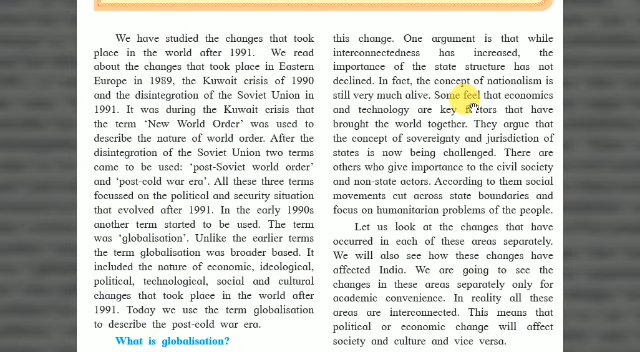 We have studied the changes that took
place in the world after 1991. We read
about the changes that took place in Eastern
Europe in 1989, the Kuwait crisis of 1990
and the disintegration of the Soviet Union in
1991. It was during the Kuwait crisis that
the term ‘New World Order’ was used to
describe the nature of world order. After the
disintegration of the Soviet Union two terms
came to be used: ‘post-Soviet world order’
and ‘post-cold war era’. All these three terms
focussed on the political and security situation
that evolved after 1991. In the early 1990s
another term started to be used. The term
was ‘globalisation’. Unlike the earlier terms
the term globalisation was broader based. It
included the nature of economic, ideological,
political, technological, social and cultural
changes that took place in the world after
1991. Today we use the term globalisation
to describe the post-cold war era.
What is globalisation?
this change. One argument is that while
interconnectedness has increased, the
importance of the state structure has not
declined. In fact, the concept of nationalism is
still very much alive. Some feel that economics
and technology are key that have
brought the world together. They argue that
the concept of sovereignty and jurisdiction of
states is now being challenged. There are
others who give importance to the civil society
and non-state actors. According to them social
movements cut across state boundaries and
focus on humanitarian problems of the people.
Let us look at the changes that have
occurred in each of these areas separately.
We will also see how these changes have
affected India. We are going to see the
changes in these areas separately only for
academic convenience. In reality all these
areas are interconnected. This means that
political or economic change will affect
society and culture and vice versa.